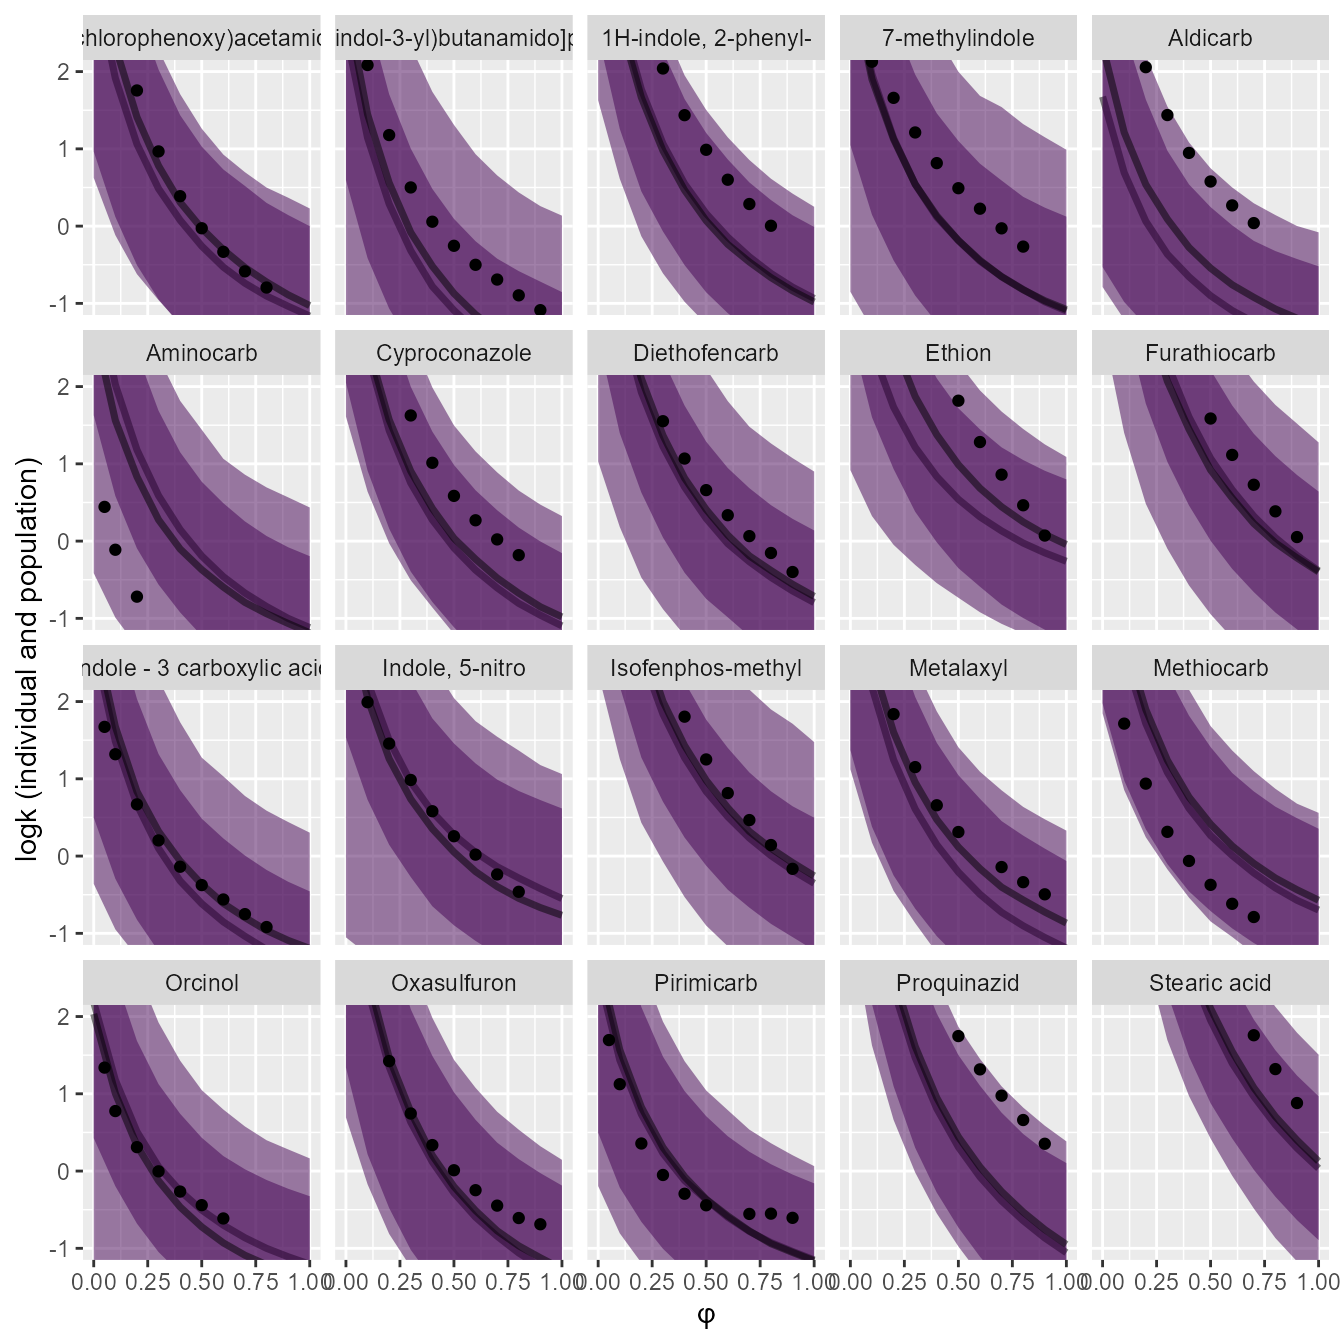 chlorophenoxy)acetamid
indol-3-yl)butanamido]p
1H-indole, 2-phenyl-
7-methylindole
Aldicarb
2
1
0
-1
Aminocarb
Cyproconazole
Diethofencarb
Ethion
Furathiocarb
2
1
0
-1
ndole - 3 carboxylic acid
Indole, 5-nitro
Isofenphos-methyl
Metalaxyl
Methiocarb
2
1
0
-1
Orcinol
Oxasulfuron
Pirimicarb
Proquinazid
Stearic acid
2
1
0
-1
0.00 0.25 0.50 0.75 1.00
0.00 0.25 0.50 0.75 1.00
0.00 0.25 0.50 0.75 1.00
0.00 0.25 0.50 0.75 1.00
0.00 0.25 0.50 0.75 1.00
φ
logk (individual and population)